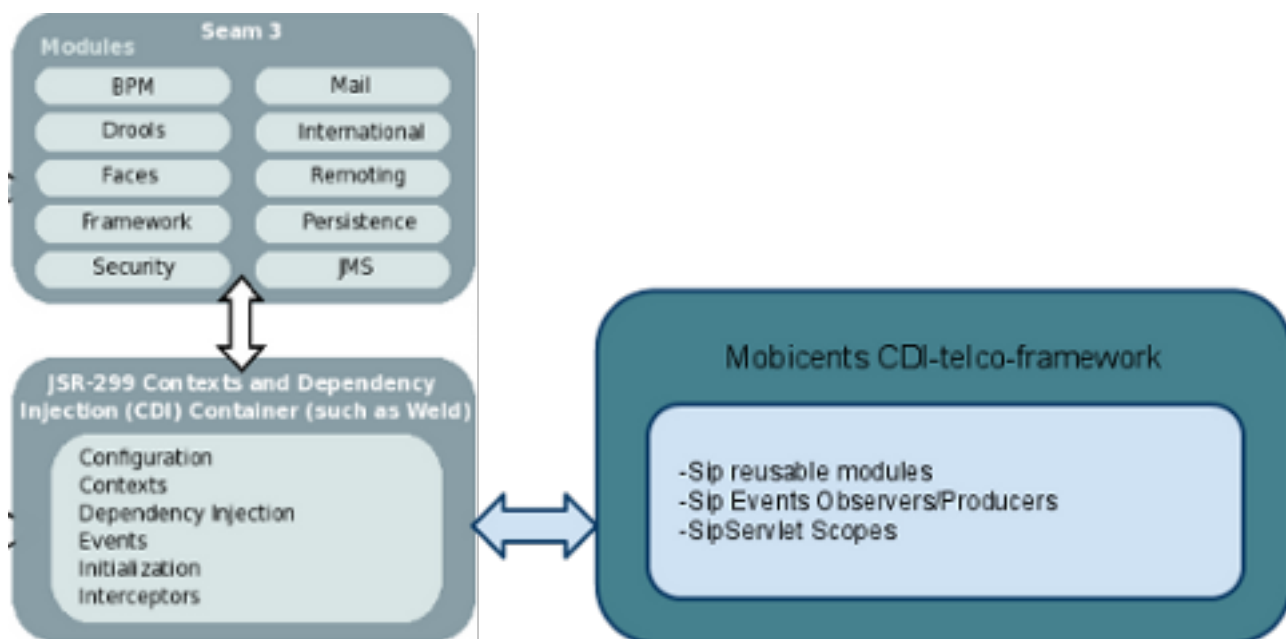 Seam 3
Modules
BPM
Mail
Drools
International
Faces
Remoting
Framework
Persistence
Security
JMS
JSR-299 Contexts and Dependency
Injection (CDI) Container (such as Weld)
Configuration
Contexts
Dependency Injection
Events
Initialization
Interceptors
Mobicents CDI-telco-framework
-Sip reusable modules
-Sip Events Observers/Producers
-SipServlet Scopes